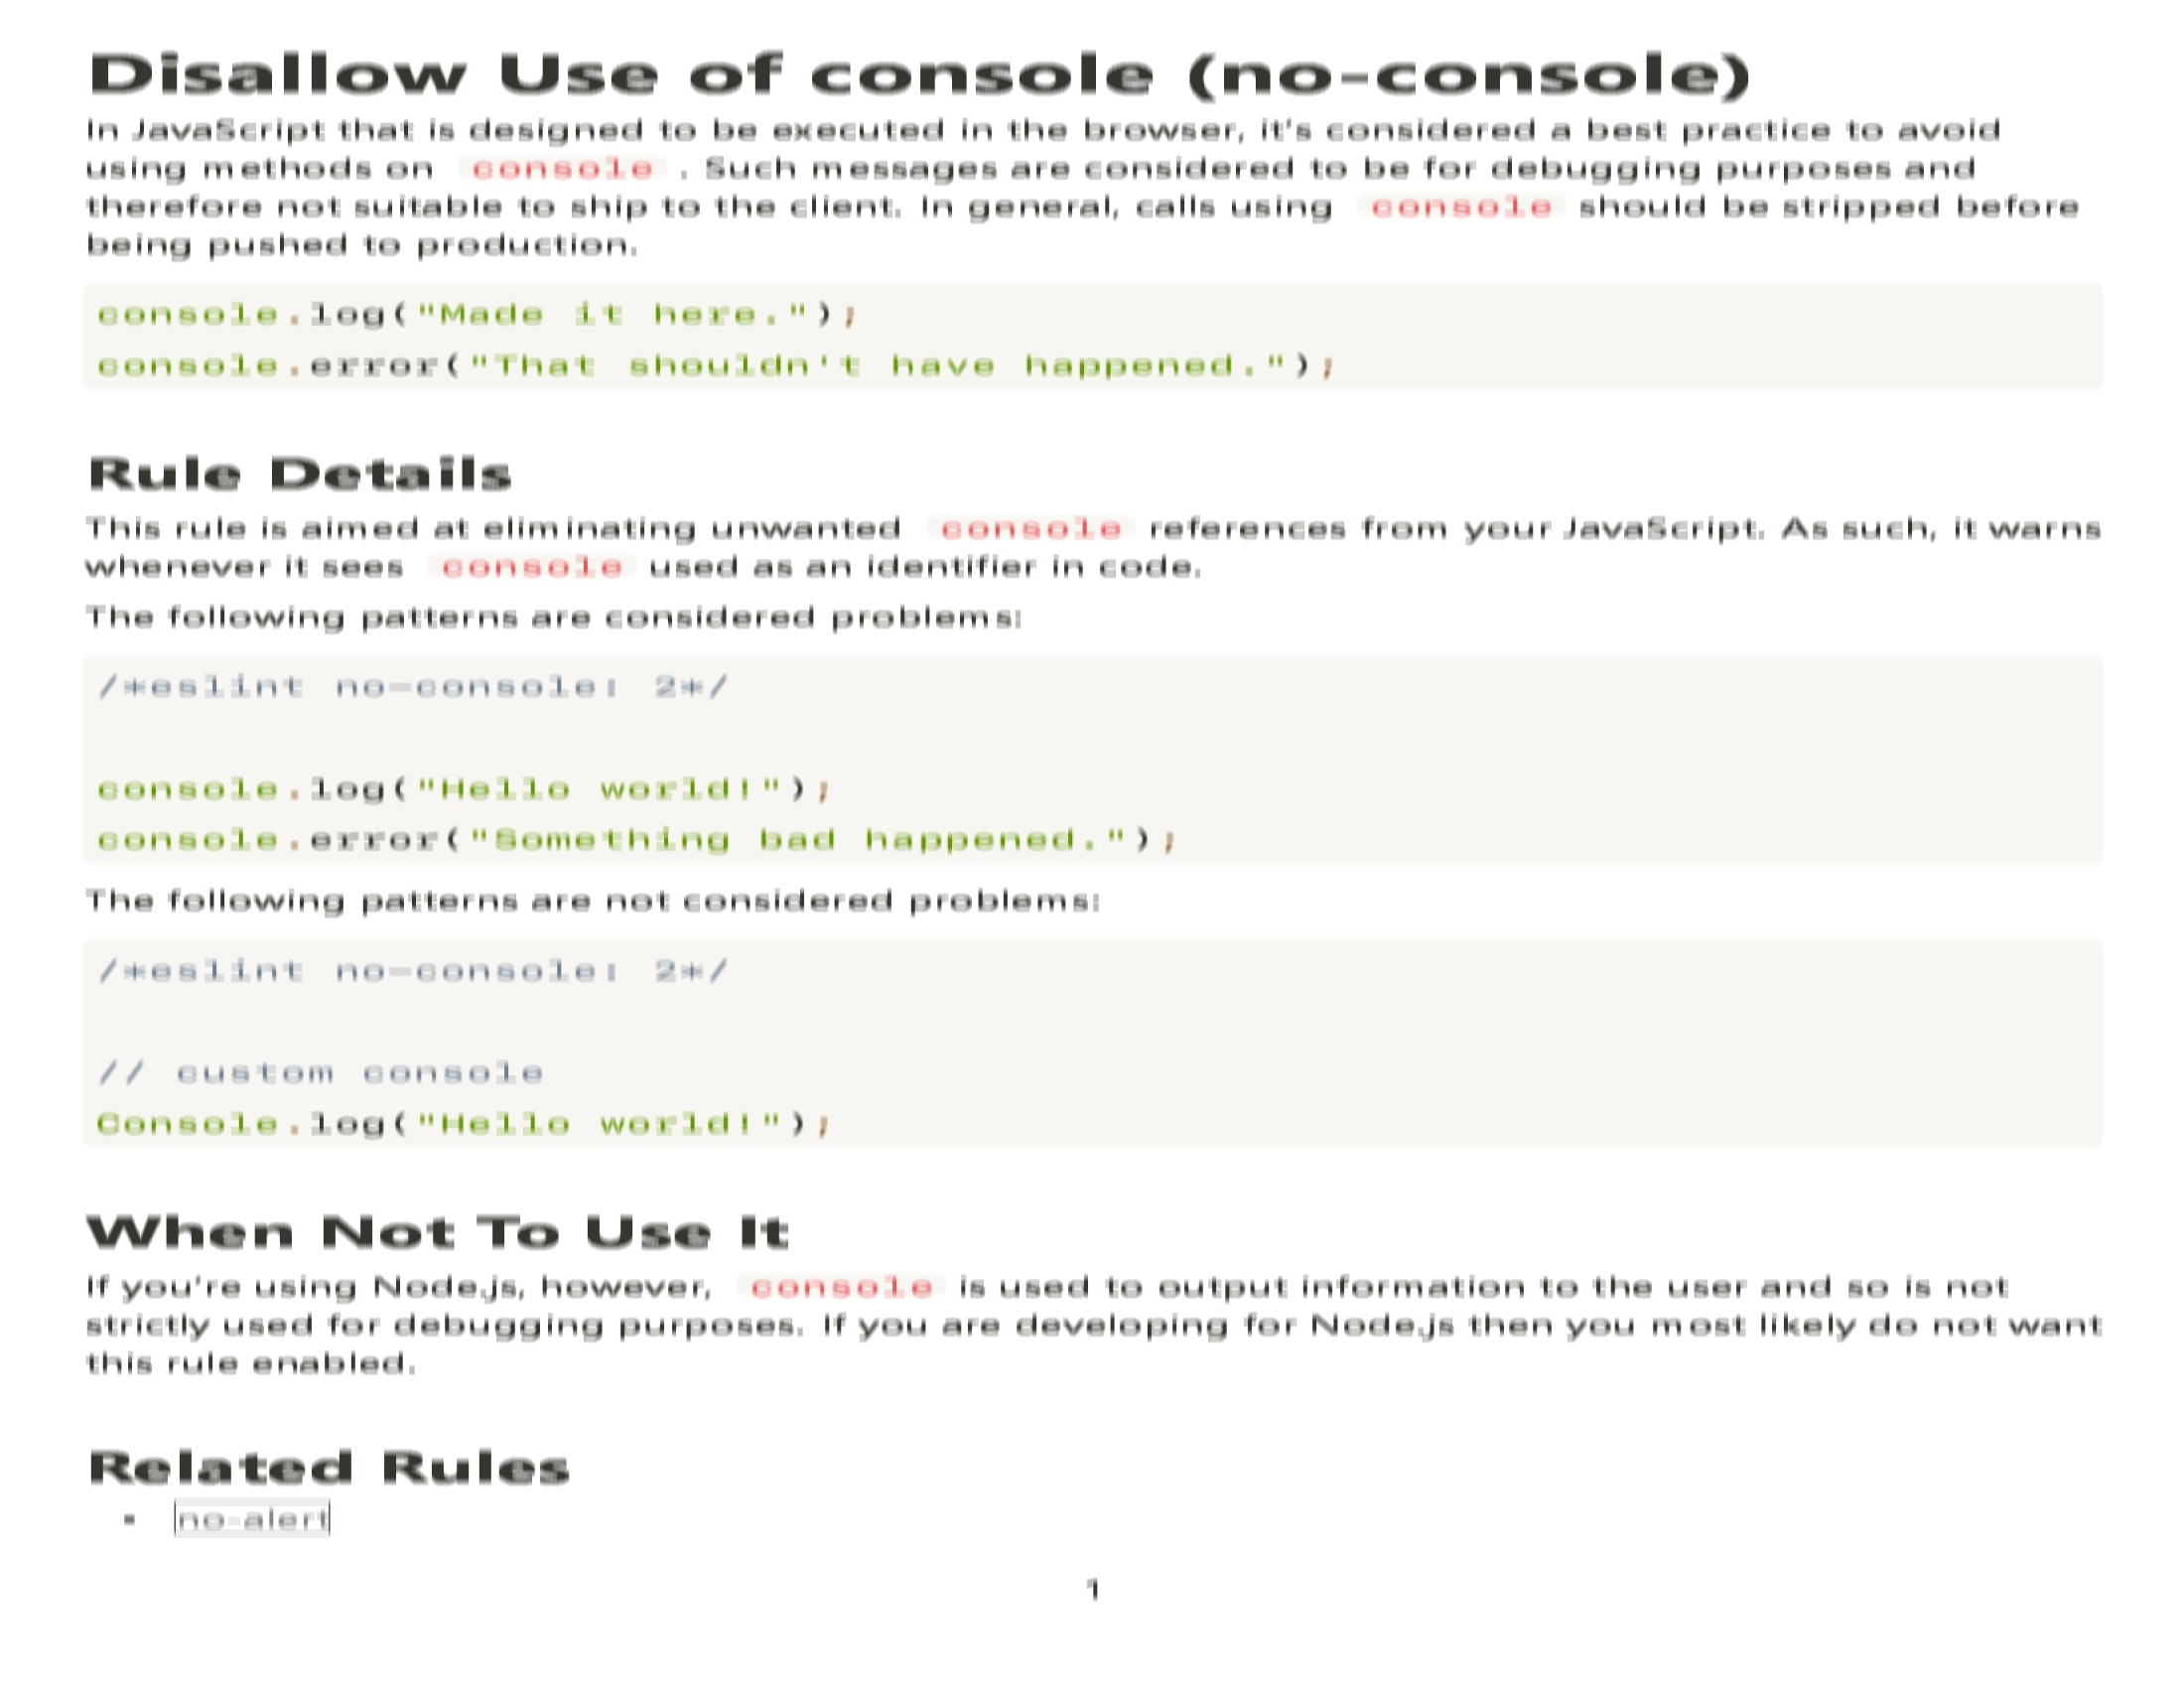 Disallow Use of console (no-console)
In JavaScript that is designed to be executed in the browser, it's considered a best practice to avoid
using methods on console . Such messages are considered to be for debugging purposes and
therefore not suitable to ship to the client. In general, calls using console should be stripped before
being pushed to production.
console.log("Made it here.");
console.error("That shouldn't have happened.");
Rule Details
This rule is aimed at eliminating unwanted console references from your JavaScript. As such, it warns
whenever it sees console used as an identifier in code.
The following patterns are considered problems:
/*eslint no-console: 2*/
console.log("Hello world!");
console.error("Something bad happened.");
The following patterns are not considered problems:
/*eslint no-console: 2*/
// custom console
Console.log("Hello world!");
When Not To Use It
If you're using Node.js, however, console is used to output information to the user and so is not
strictly used for debugging purposes. If you are developing for Node.js then you most likely do not want
this rule enabled.
Related Rules
▪ no-alert
1